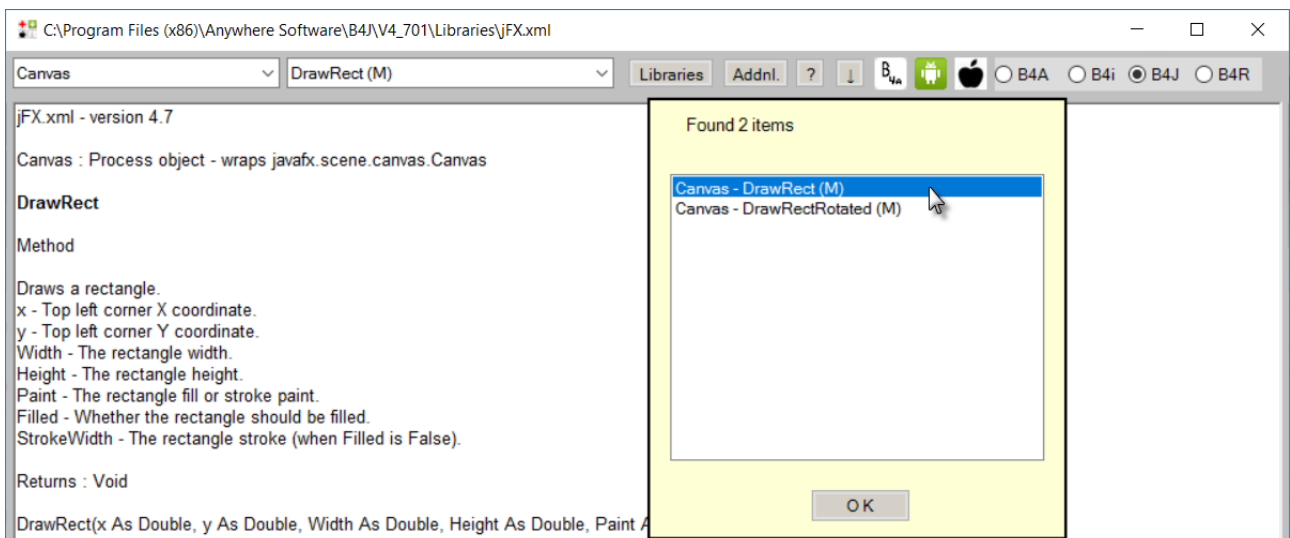 C:\Program Files (x86)\Anywhere Software\B4J\V4_701\Libraries\jFX.xml
Canvas DrawRect (M) Libraries Addnl. ? ↓ B4A B4A B4i B4J B4R
jFX.xml - version 4.7
Canvas : Process object - wraps javafx.scene.canvas.Canvas
DrawRect
Method
Draws a rectangle.
x - Top left corner X coordinate.
y - Top left corner Y coordinate.
Width - The rectangle width.
Height - The rectangle height.
Paint - The rectangle fill or stroke paint.
Filled - Whether the rectangle should be filled.
StrokeWidth - The rectangle stroke (when Filled is False).
Returns : Void
DrawRect(x As Double, y As Double, Width As Double, Height As Double, Paint
Found 2 items
Canvas - DrawRect (M)
Canvas - DrawRectRotated (M)
OK